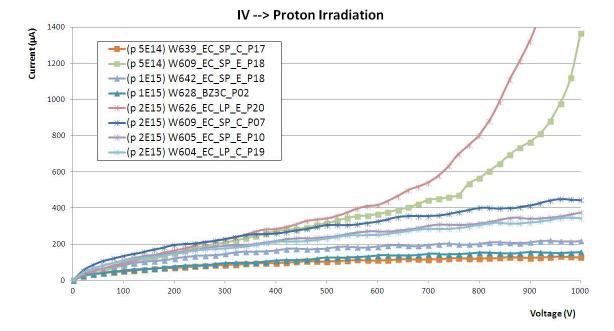 IV --> Proton Irradiation
Current(µA)
1400
1200
1000
800
600
400
200
0
(p 5E14) W639_EC_SP_C_P17
(p 5E14) W609_EC_SP_E_P18
(p 1E15) W642_EC_SP_E_P18
(p 1E15) W628_BZ3C_P02
(p 2E15) W626_EC_LP_E_P20
(p 2E15) W609_EC_SP_C_P07
(p 2E15) W605_EC_SP_E_P10
(p 2E15) W604_EC_LP_C_P19
0 100 200 300 400 500 600 700 800 900 1000
Voltage (V)